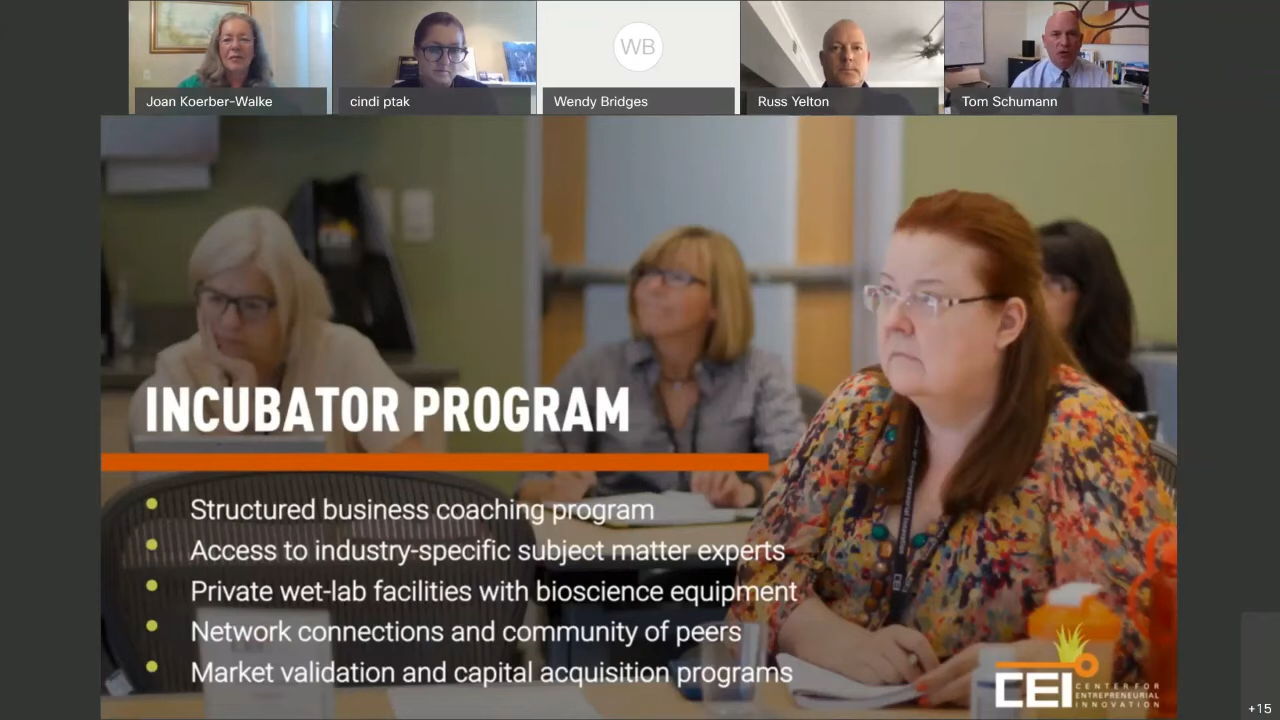 WB
Joan Koerber-Walke
cindi ptak
Wendy Bridges
Russ Yelton
Tom Schumann
INCUBATOR PROGRAM
Structured business coaching program
Access to industry-specific subject matter experts
Private wet-lab facilities with bioscience equipment
Network connections and community of peers
Market validation and capital acquisition programs
CEI
CENTER FOR
ENTREPRENEURIAL
INNOVATION
+15